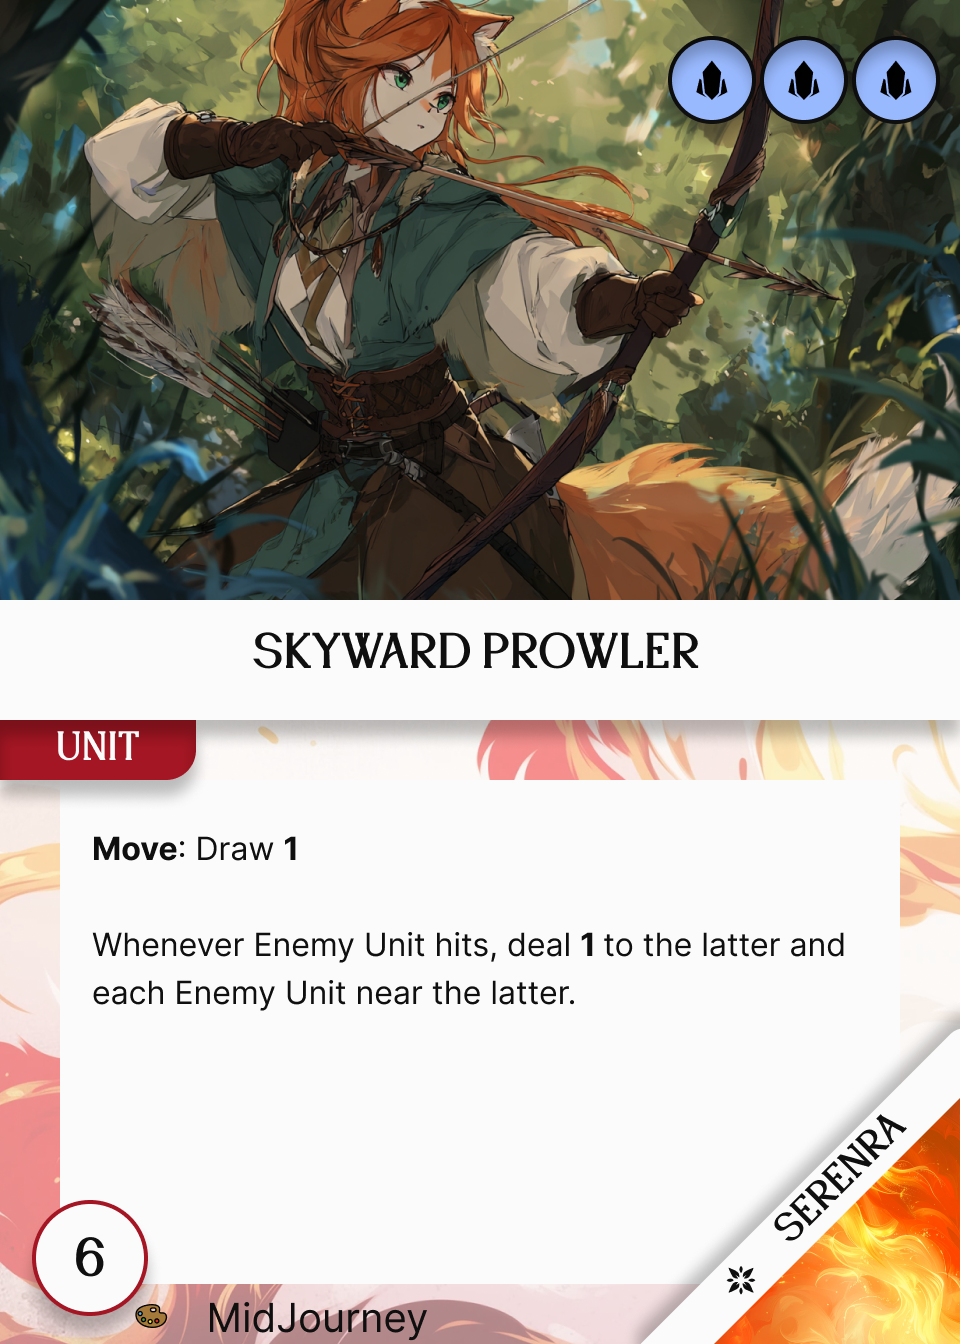 SKYWARD PROWLER
UNIT
Move: Draw 1
Whenever Enemy Unit hits, deal 1 to the latter and
each Enemy Unit near the latter.
SERENRA
6
MidJourney